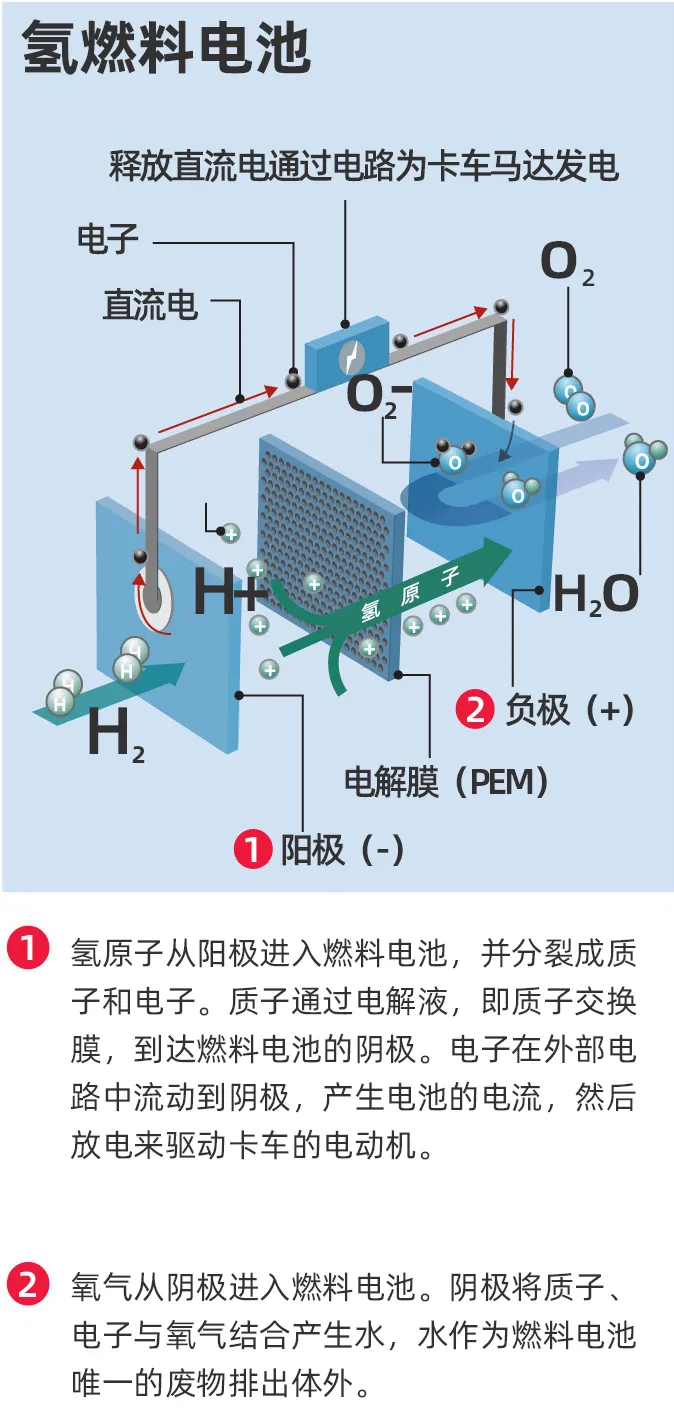 氢燃料电池
释放直流电通过电路为卡车马达发电
电子
直流电
O2
O2-
O
O
O
O
O
H+
氢原子
H2O
H
H
H
H
H2
+
+
+
+
+
+
+
+
+
2 负极（+）
电解膜（PEM）
1 阳极（-）
1 氢原子从阳极进入燃料电池，并分裂成质
子和电子。质子通过电解液，即质子交换
膜，到达燃料电池的阴极。电子在外部电
路中流动到阴极，产生电池的电流，然后
放电来驱动卡车的电动机。
2 氧气从阴极进入燃料电池。阴极将质子、
电子与氧气结合产生水，水作为燃料电池
唯一的废物排出体外。